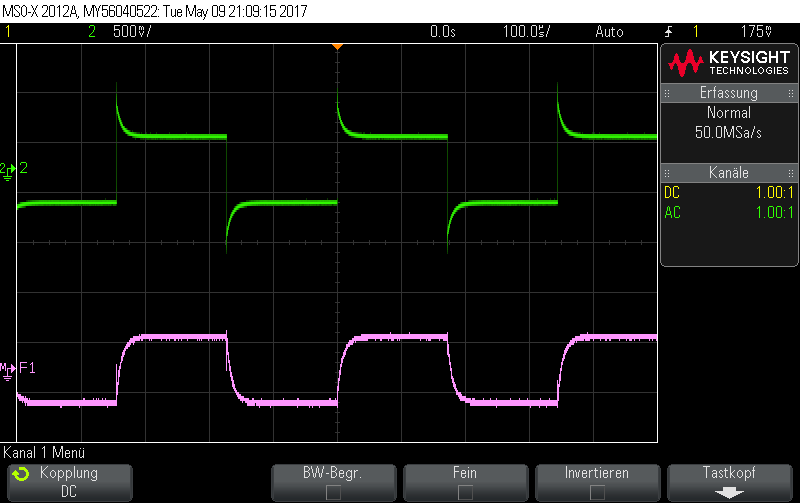 MSO-X 2012A, MY56040522: Tue May 09 21:09:15 2017
1 2 500mV/ 0.0s 100.0us/ Auto 1 175mV
KEYSIGHT
TECHNOLOGIES
Erfassung
Normal
50.0MSa/s
Kanäle
DC 1.00:1
AC 1.00:1
2 2
M F1
Kanal 1 Menü
Kopplung
DC
BW-Begr.
Fein
Invertieren
Tastkopf